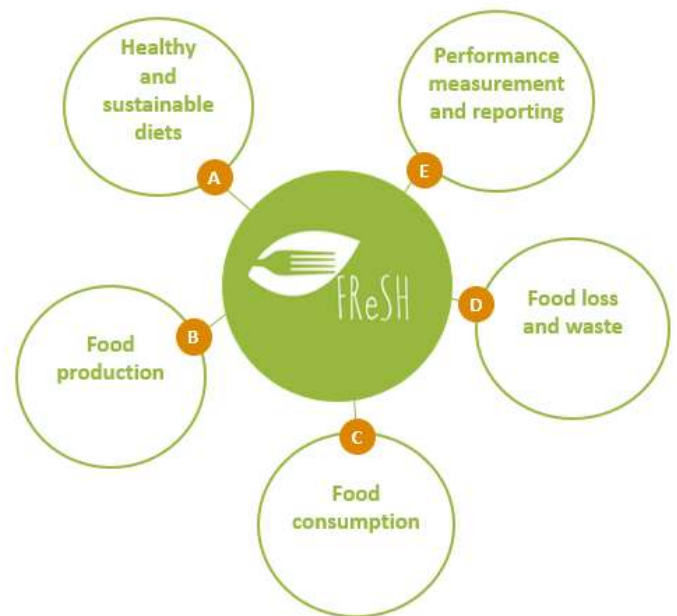 Healthy
and
sustainable
diets
A
Performance
measurement
and reporting
E
FReSH
Food
production
B
Food loss
and waste
D
C
Food
consumption